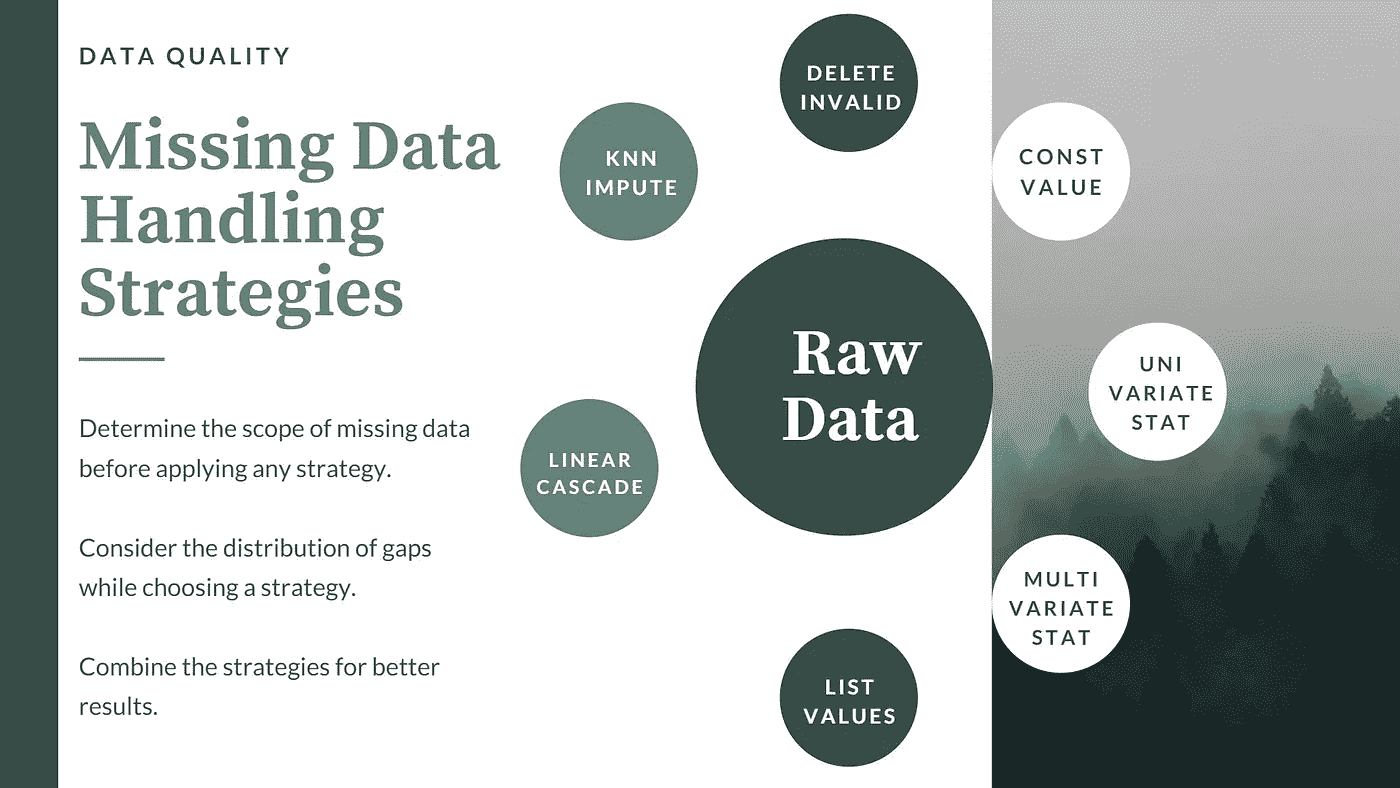 DATA QUALITY
Missing Data
Handling
Strategies
Determine the scope of missing data
before applying any strategy.
Consider the distribution of gaps
while choosing a strategy.
Combine the strategies for better
results.
DELETE
INVALID
KNN
IMPUTE
CONST
VALUE
Raw
Data
UNI
VARIATE
STAT
LINEAR
CASCADE
MULTI
VARIATE
STAT
LIST
VALUES